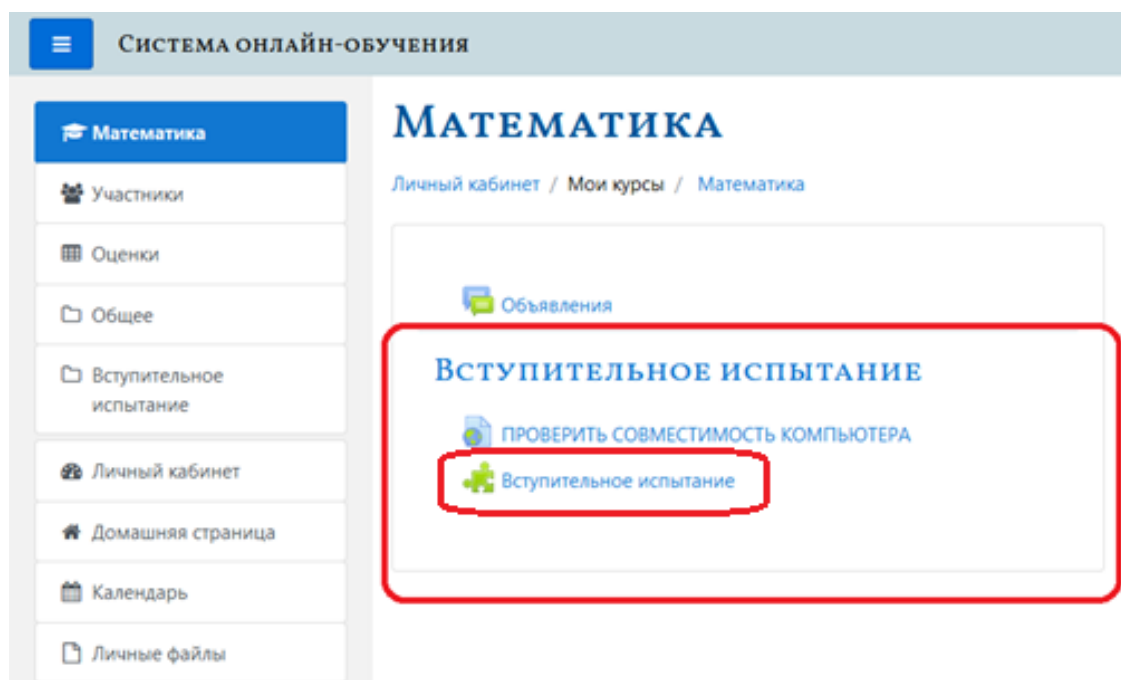 Система онлайн-обучения
Математика
Участники
Оценки
Общее
Вступительное
испытание
Личный кабинет
Домашняя страница
Календарь
Личные файлы
Математика
Личный кабинет / Мои курсы / Математика
Объявления
Вступительное испытание
ПРОВЕРИТЬ СОВМЕСТИМОСТЬ КОМПЬЮТЕРА
Вступительное испытание